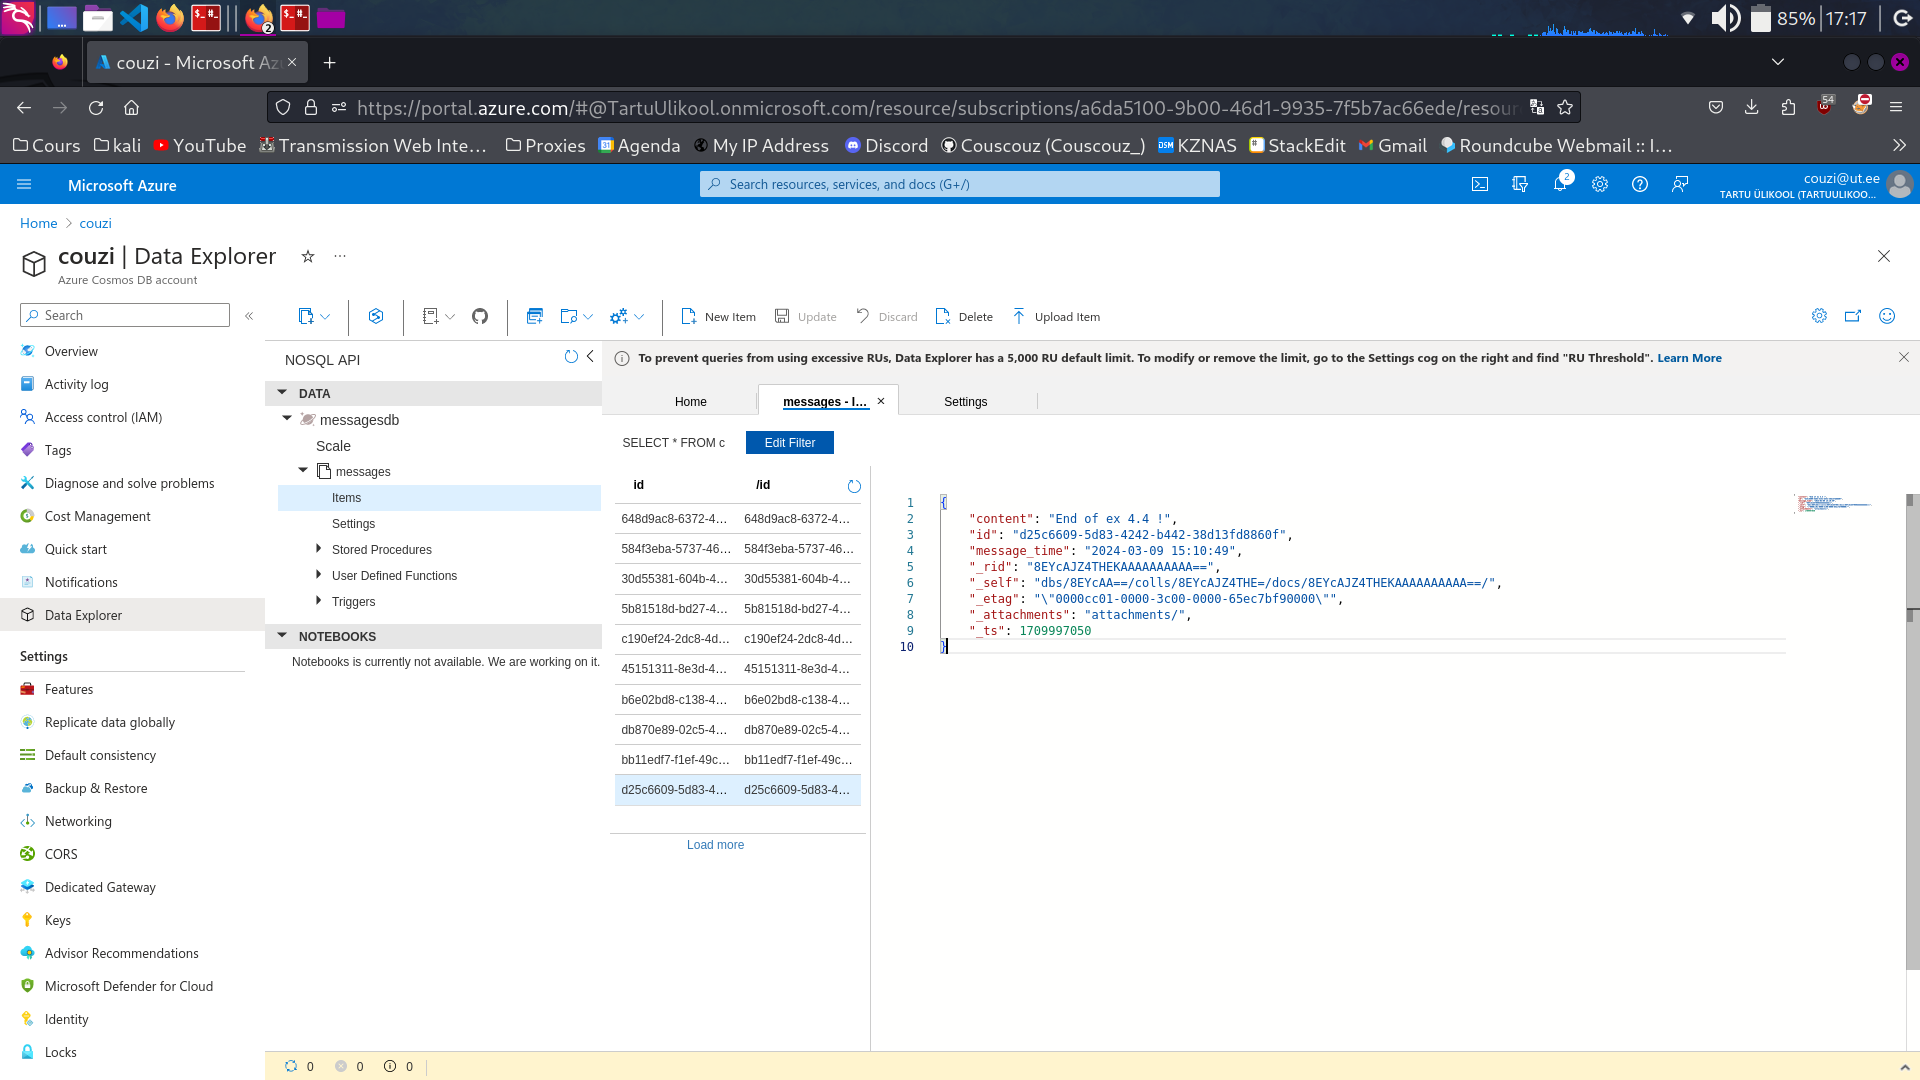 85% 17:17
couzi - Microsoft Az
https://portal.azure.com/#@TartuUlikool.onmicrosoft.com/resource/subscriptions/a6da5100-9b00-46d1-9935-7f5b7ac66ede/resour
54
Cours kali YouTube Transmission Web Inte… Proxies Agenda My IP Address Discord Couscouz (Couscouz_) KZNAS StackEdit Gmail Roundcube Webmail :: I…
Microsoft Azure
Search resources, services, and docs (G+/)
2
couzi@ut.ee
TARTU ÜLIKOOL (TARTUULIKOO...
Home > couzi
couzi | Data Explorer
Azure Cosmos DB account
Search
New Item Update Discard Delete Upload Item
Overview
Activity log
Access control (IAM)
Tags
Diagnose and solve problems
Cost Management
Quick start
Notifications
Data Explorer
Settings
Features
Replicate data globally
Default consistency
Backup & Restore
Networking
CORS
Dedicated Gateway
Keys
Advisor Recommendations
Microsoft Defender for Cloud
Identity
Locks
NOSQL API
DATA
messagesdb
Scale
messages
Items
Settings
Stored Procedures
User Defined Functions
Triggers
NOTEBOOKS
Notebooks is currently not available. We are working on it.
To prevent queries from using excessive RUs, Data Explorer has a 5,000 RU default limit. To modify or remove the limit, go to the Settings cog on the right and find "RU Threshold". Learn More
Home messages - I... Settings
SELECT * FROM c Edit Filter
id /id
648d9ac8-6372-4... 648d9ac8-6372-4...
584f3eba-5737-46... 584f3eba-5737-46...
30d55381-604b-4... 30d55381-604b-4...
5b81518d-bd27-4... 5b81518d-bd27-4...
c190ef24-2dc8-4d... c190ef24-2dc8-4d...
45151311-8e3d-4... 45151311-8e3d-4...
b6e02bd8-c138-4... b6e02bd8-c138-4...
db870e89-02c5-4... db870e89-02c5-4...
bb11edf7-f1ef-49c... bb11edf7-f1ef-49c...
d25c6609-5d83-4... d25c6609-5d83-4...
Load more
1 {
2 "content": "End of ex 4.4 !",
3 "id": "d25c6609-5d83-4242-b442-38d13fd8860f",
4 "message_time": "2024-03-09 15:10:49",
5 "_rid": "8EYcAJZ4THEKAAAAAAAAAA==",
6 "_self": "dbs/8EYcAA==/colls/8EYcAJZ4THE=/docs/8EYcAJZ4THEKAAAAAAAAAA==/",
7 "_etag": "\"0000cc01-0000-3c00-0000-65ec7bf90000\"",
8 "_attachments": "attachments/",
9 "_ts": 1709997050
10 }
0 0 0